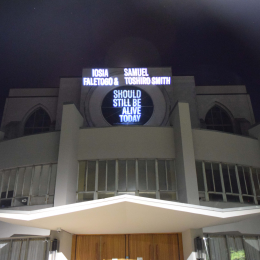 IOSIA SAMUEL
FALETOGO & TOSHIRO SMITH
SHOULD
STILL BE
ALIVE
TODAY